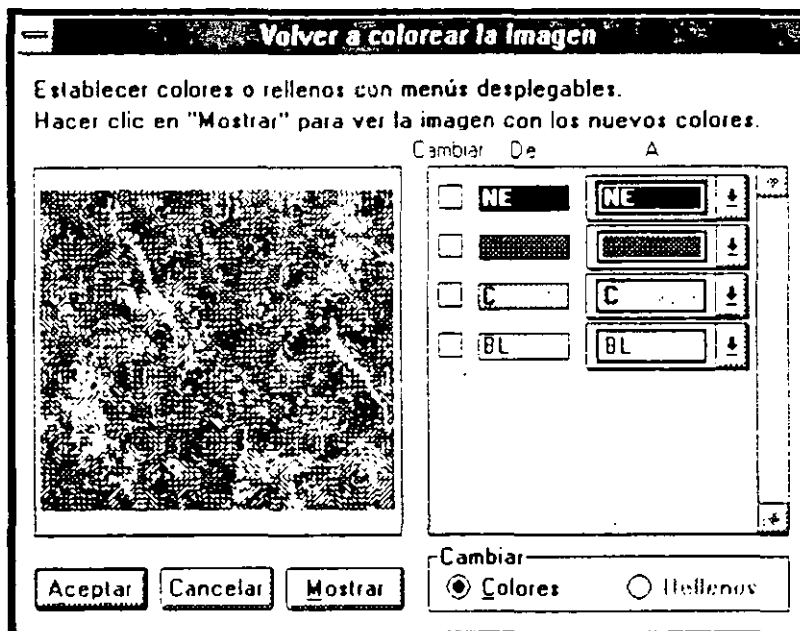 Volver a colorear la Imagen
Establecer colores o rellenos con menús desplegables.
Hacer clic en "Mostrar" para ver la imagen con los nuevos colores.
Cambiar De A
NE NE
C C
BL BL
Cambiar
Aceptar Cancelar Mostrar Colores Rellenos